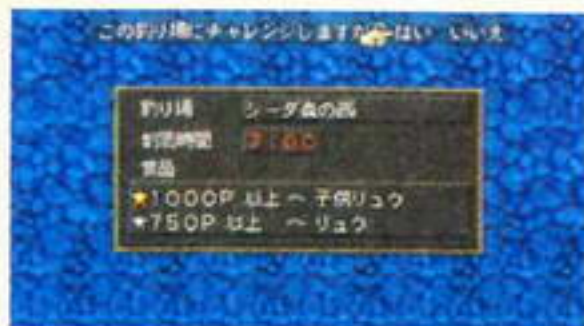 この釣り場にチャレンジしますか はい いいえ
釣り場 シーダ森の西
制限時間
賞品
★1000P 以上 〜 子供リュウ
★750P 以上 〜 リュウ